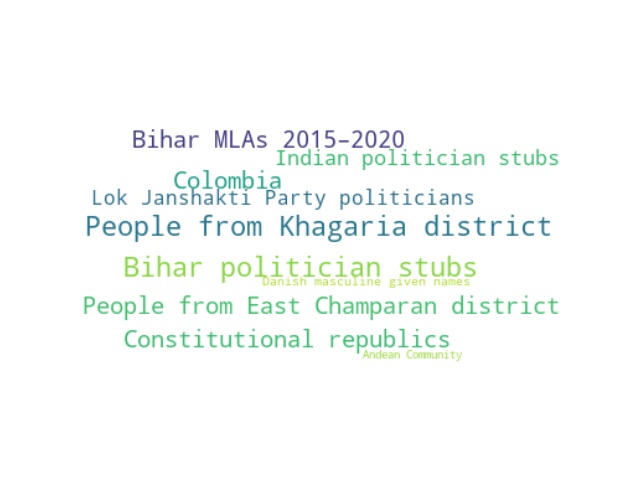 Bihar MLAs 2015–2020
Indian politician stubs
Colombia
Lok Janshakti Party politicians
People from Khagaria district
Bihar politician stubs
Danish masculine given names
People from East Champaran district
Constitutional republics
Andean Community